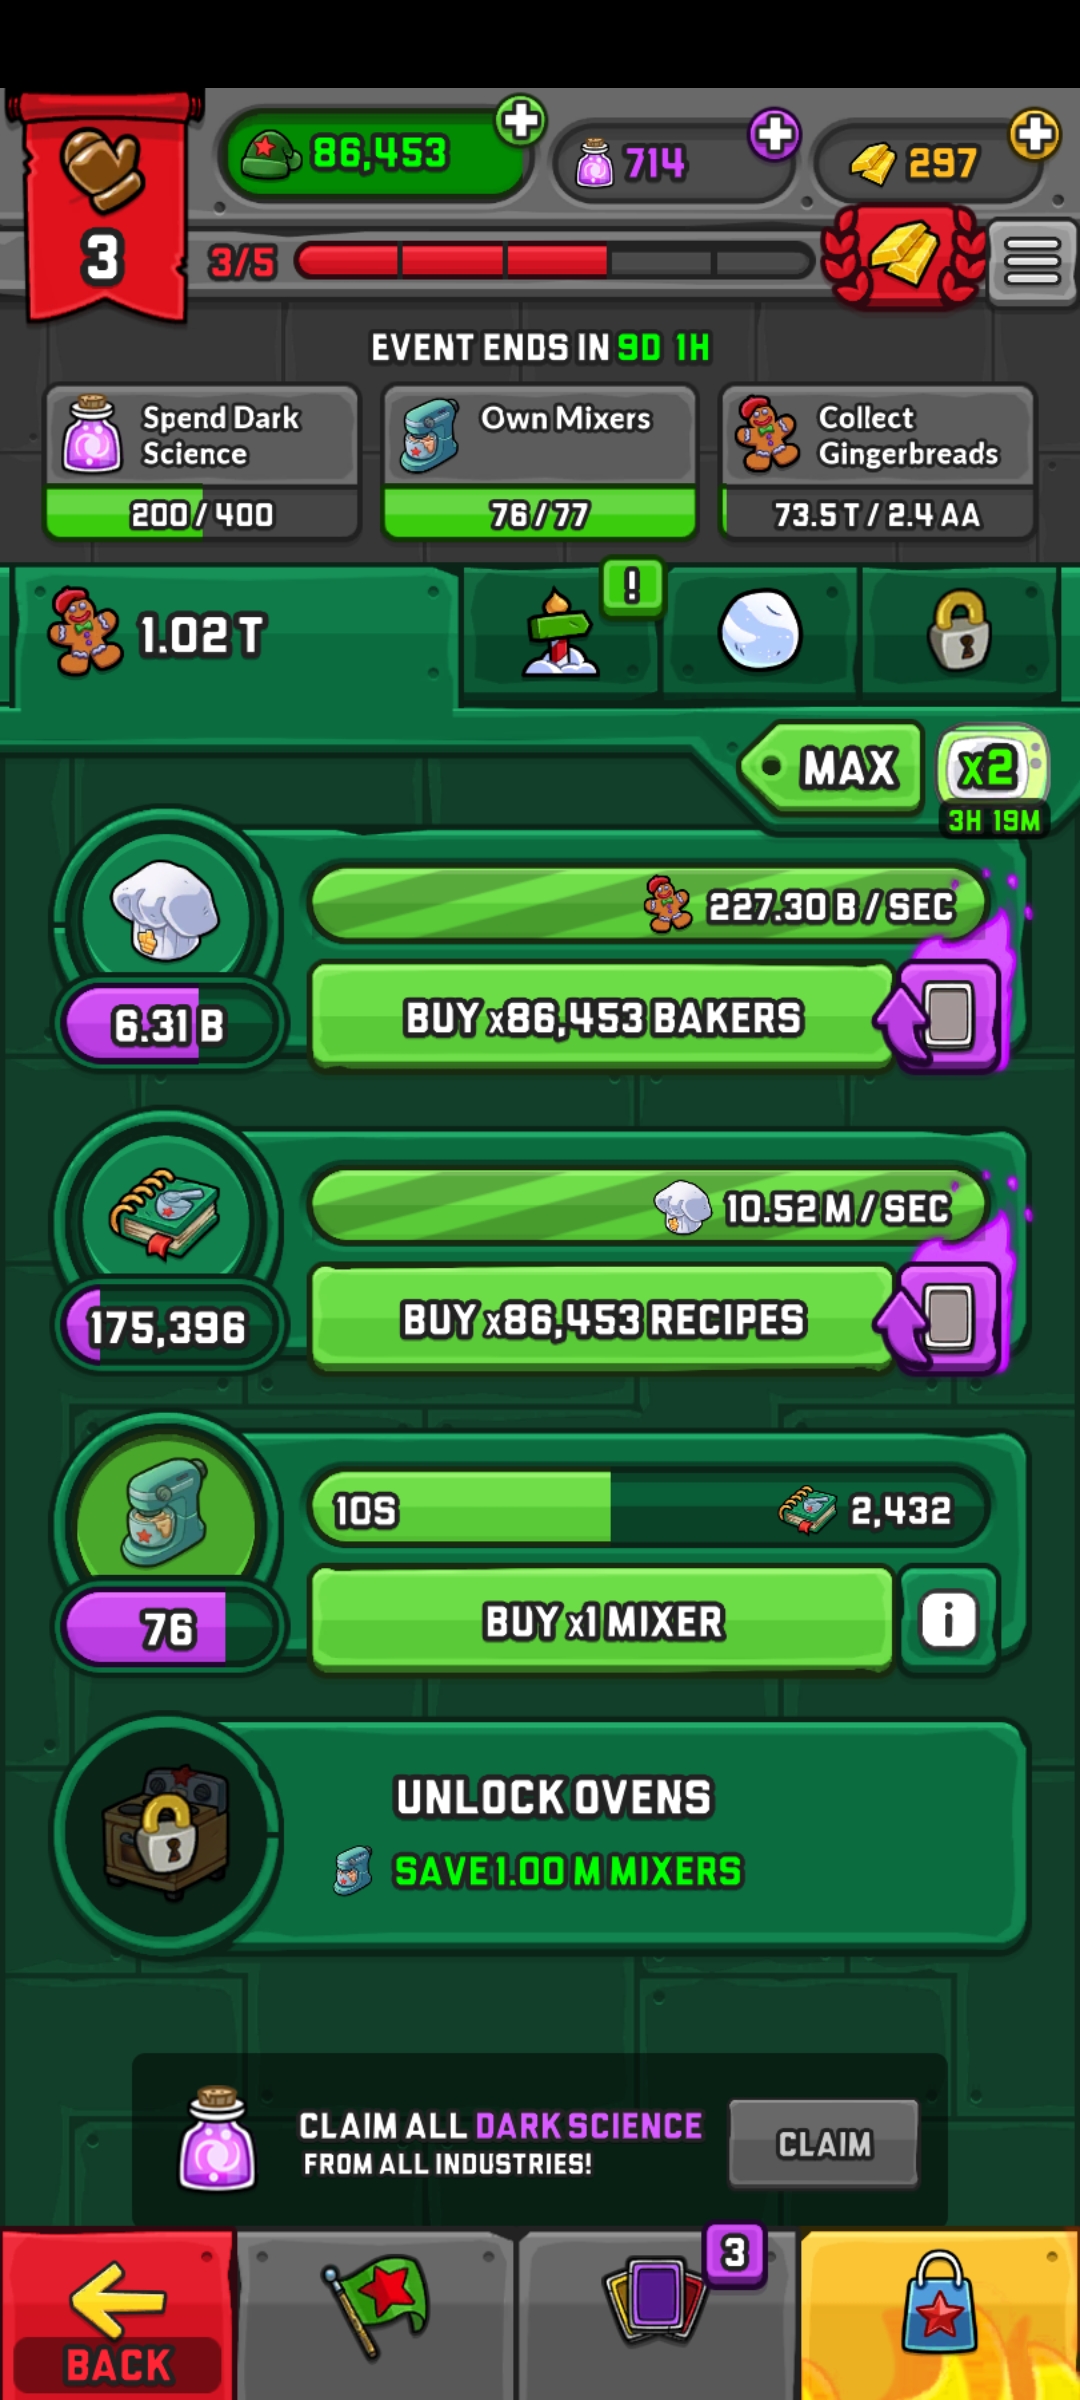 86,453
714
297
3
3/5
EVENT ENDS IN 9D 1H
Spend Dark
Science
200 / 400
Own Mixers
76 / 77
Collect
Gingerbreads
73.5 T / 2.4 AA
1.02 T
!
MAX
x2
3H 19M
227.30 B / SEC
6.31 B
BUY x86,453 BAKERS
10.52 M / SEC
175,396
BUY x86,453 RECIPES
10S
2,432
76
BUY x1 MIXER
i
UNLOCK OVENS
SAVE 1.00 M MIXERS
CLAIM ALL DARK SCIENCE
FROM ALL INDUSTRIES!
CLAIM
3
BACK